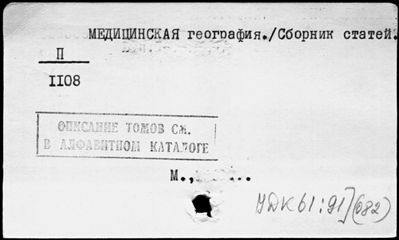 МЕДИЦИНСКАЯ география./Сборник статей.
П
1108
ОПИСАНИЕ ТОМОВ СМ.
В АЛФАВИТНОМ КАТАЛОГЕ
М.,
УДК 61:91](082)